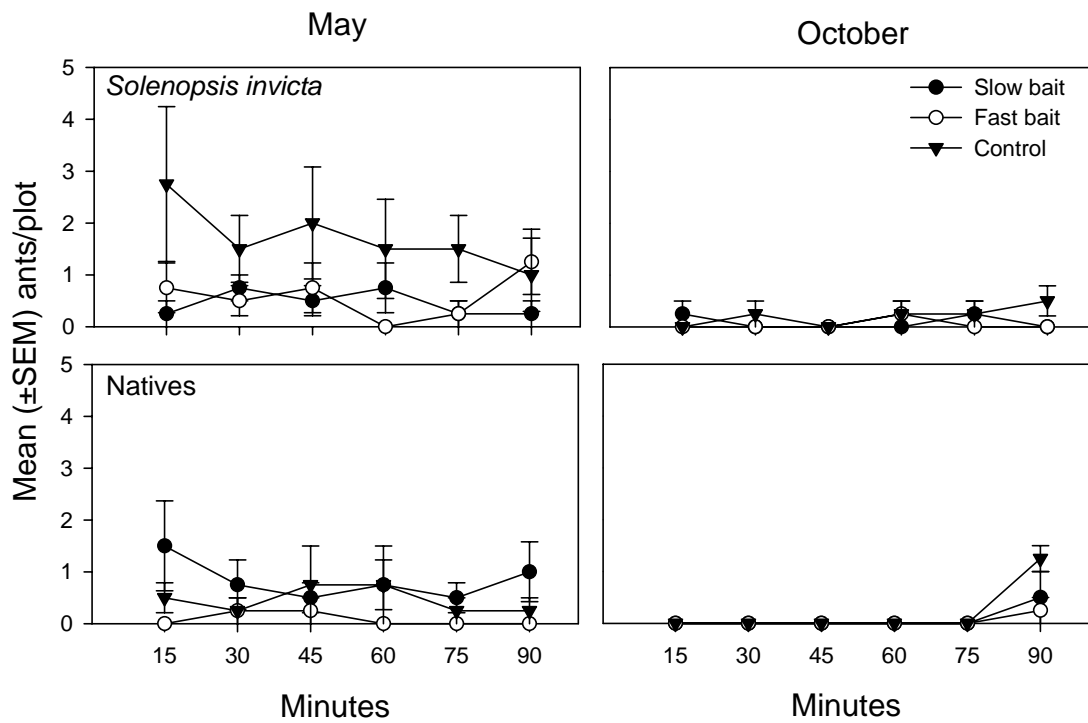 May
October
Mean (±SEM) ants/plot
5
4
3
2
1
0
Solenopsis invicta
Slow bait
Fast bait
Control
5
4
3
2
1
0
Natives
15 30 45 60 75 90
15 30 45 60 75 90
Minutes
Minutes